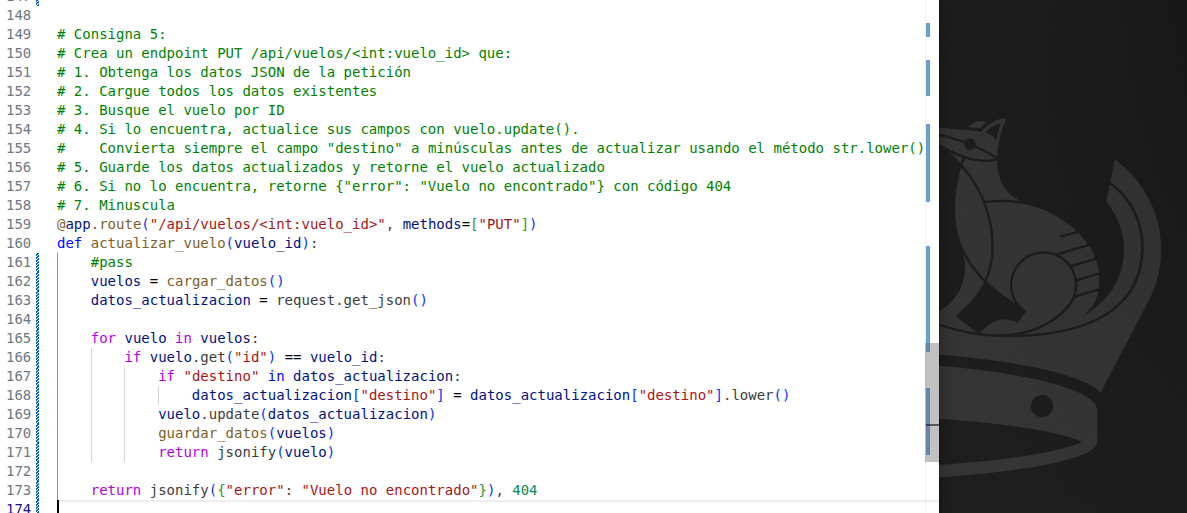 148
149 # Consigna 5:
150 # Crea un endpoint PUT /api/vuelos/<int:vuelo_id> que:
151 # 1. Obtenga los datos JSON de la petición
152 # 2. Cargue todos los datos existentes
153 # 3. Busque el vuelo por ID
154 # 4. Si lo encuentra, actualice sus campos con vuelo.update().
155 #    Convierta siempre el campo "destino" a minúsculas antes de actualizar usando el método str.lower()
156 # 5. Guarde los datos actualizados y retorne el vuelo actualizado
157 # 6. Si no lo encuentra, retorne {"error": "Vuelo no encontrado"} con código 404
158 # 7. Minuscula
159 @app.route("/api/vuelos/<int:vuelo_id>", methods=["PUT"])
160 def actualizar_vuelo(vuelo_id):
161     #pass
162     vuelos = cargar_datos()
163     datos_actualizacion = request.get_json()
164
165     for vuelo in vuelos:
166         if vuelo.get("id") == vuelo_id:
167             if "destino" in datos_actualizacion:
168                 datos_actualizacion["destino"] = datos_actualizacion["destino"].lower()
169             vuelo.update(datos_actualizacion)
170             guardar_datos(vuelos)
171             return jsonify(vuelo)
172
173     return jsonify({"error": "Vuelo no encontrado"}), 404
174